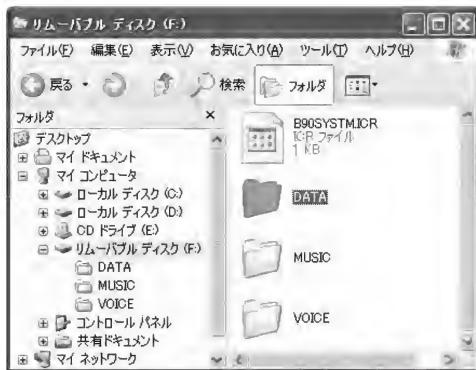 リムーバブル ディスク (F:)
ファイル(F) 編集(E) 表示(V) お気に入り(A) ツール(T) ヘルプ(H)
戻る 検索 フォルダ
フォルダ ×
デスクトップ
マイ ドキュメント
マイ コンピュータ
ローカル ディスク (C:)
ローカル ディスク (D:)
CD ドライブ (E:)
リムーバブル ディスク (F:)
DATA
MUSIC
VOICE
コントロール パネル
共有ドキュメント
マイ ネットワーク
B90SYSTM.ICR
ICR ファイル
1 KB
DATA
MUSIC
VOICE